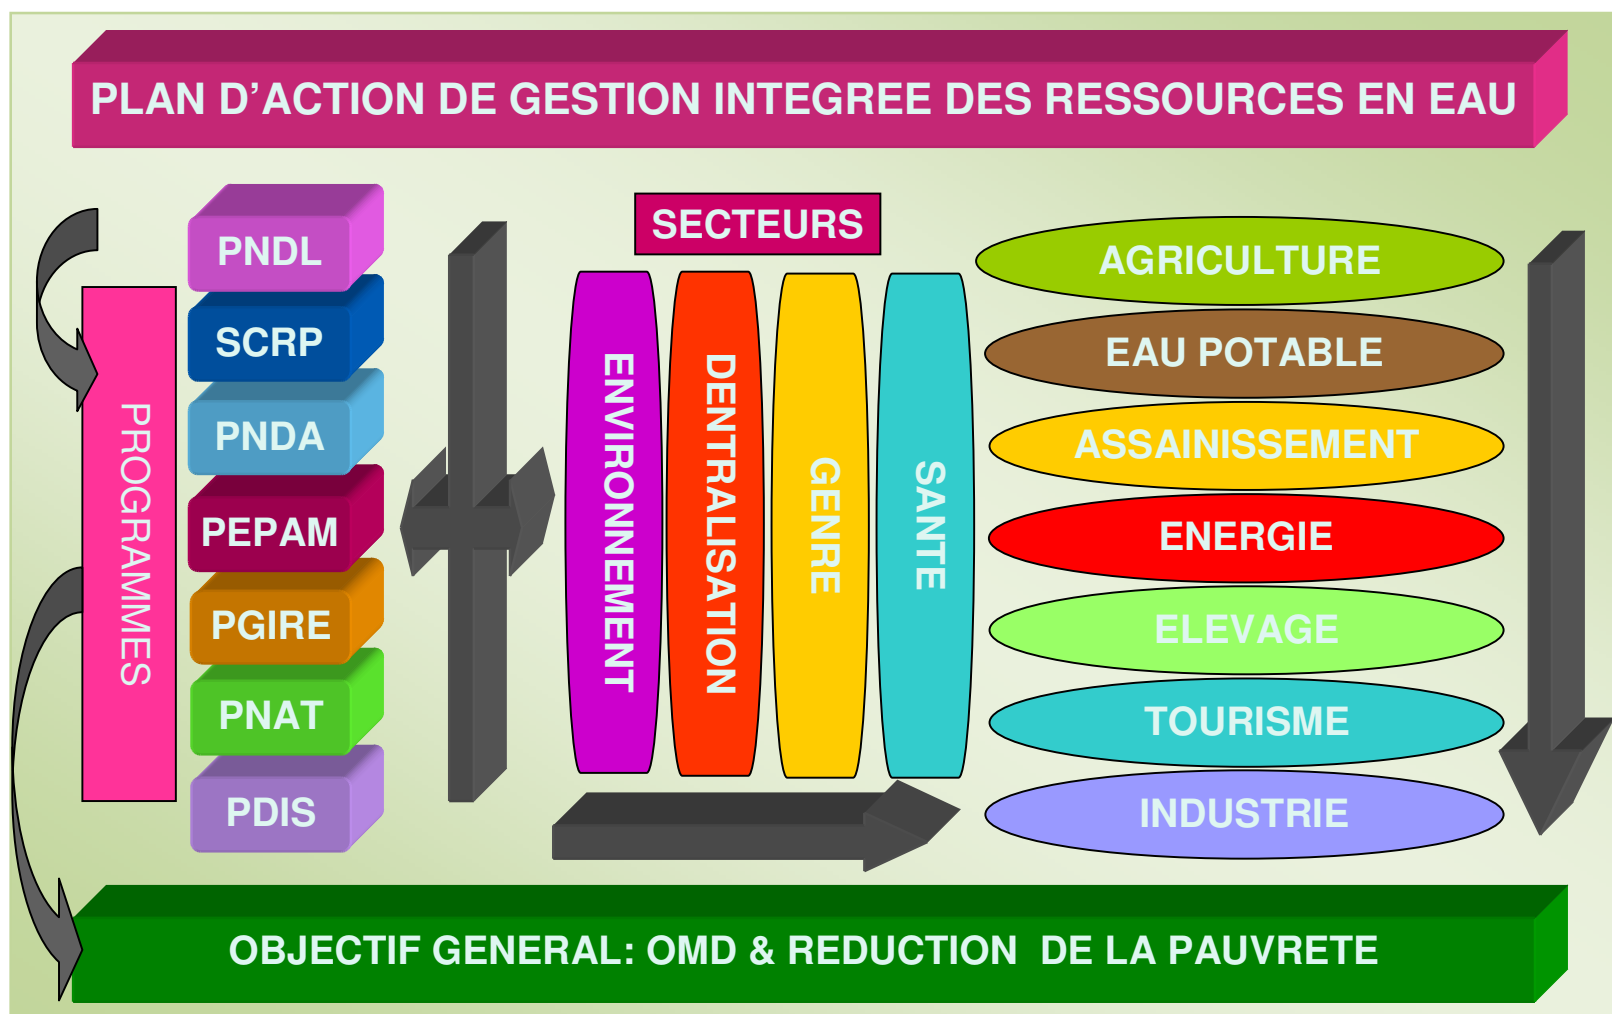 PLAN D’ACTION DE GESTION INTEGREE DES RESSOURCES EN EAU
PROGRAMMES
PNDL
SCRP
PNDA
PEPAM
PGIRE
PNAT
PDIS
SECTEURS
ENVIRONNEMENT
DENTRALISATION
GENRE
SANTE
AGRICULTURE
EAU POTABLE
ASSAINISSEMENT
ENERGIE
ELEVAGE
TOURISME
INDUSTRIE
OBJECTIF GENERAL: OMD & REDUCTION DE LA PAUVRETE